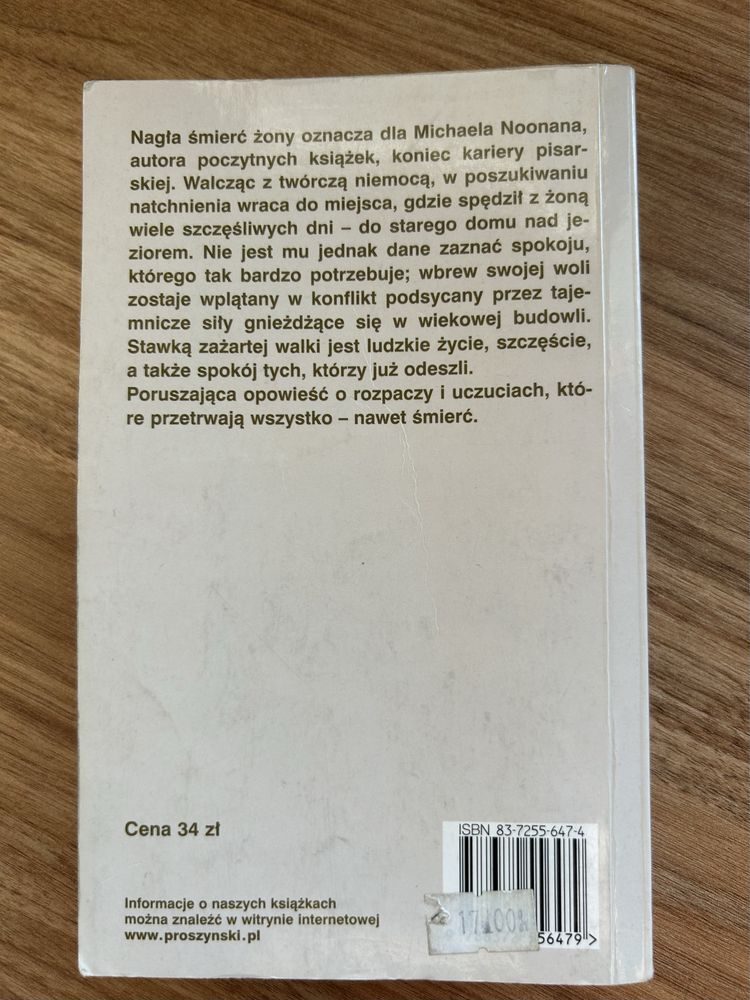 Nagła śmierć żony oznacza dla Michaela Noonana,
autora poczytnych książek, koniec kariery pisar-
skiej. Walcząc z twórczą niemocą, w poszukiwaniu
natchnienia wraca do miejsca, gdzie spędził z żoną
wiele szczęśliwych dni – do starego domu nad je-
ziorem. Nie jest mu jednak dane zaznać spokoju,
którego tak bardzo potrzebuje; wbrew swojej woli
zostaje wplątany w konflikt podsycany przez taje-
mnicze siły gnieżdżące się w wiekowej budowli.
Stawką zażartej walki jest ludzkie życie, szczęście,
a także spokój tych, którzy już odeszli.
Poruszająca opowieść o rozpaczy i uczuciach, któ-
re przetrwają wszystko – nawet śmierć.
Cena 34 zł
ISBN 83-7255-647-4
Informacje o naszych książkach
można znaleźć w witrynie internetowej
www.proszynski.pl
56479>